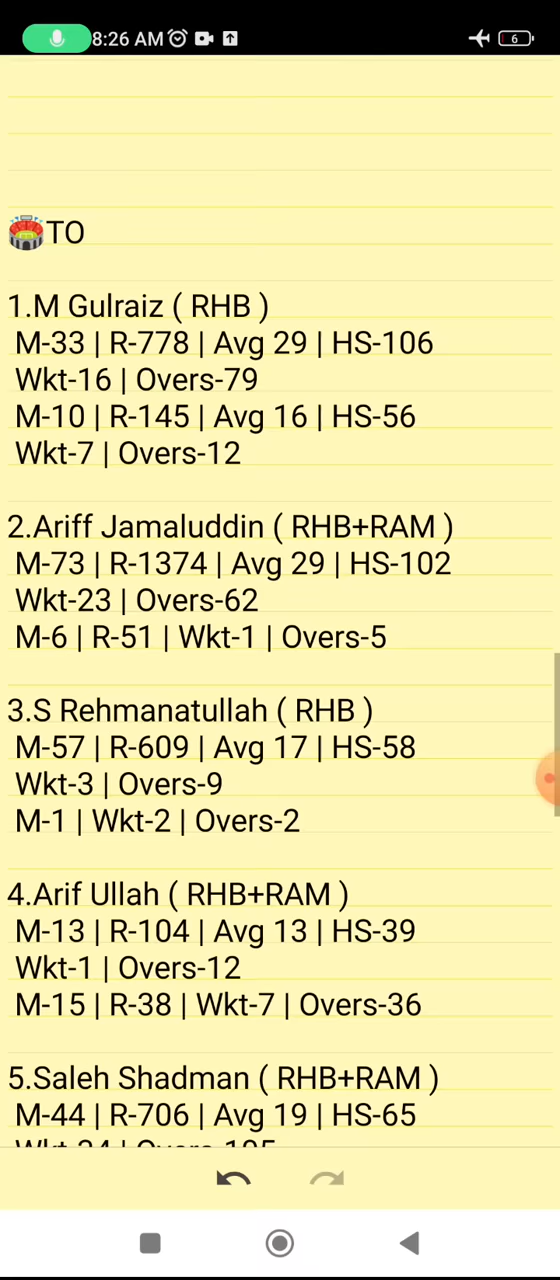 8:26 AM
6
TO
1.M Gulraiz ( RHB )
M-33 | R-778 | Avg 29 | HS-106
Wkt-16 | Overs-79
M-10 | R-145 | Avg 16 | HS-56
Wkt-7 | Overs-12
2.Ariff Jamaluddin ( RHB+RAM )
M-73 | R-1374 | Avg 29 | HS-102
Wkt-23 | Overs-62
M-6 | R-51 | Wkt-1 | Overs-5
3.S Rehmanatullah ( RHB )
M-57 | R-609 | Avg 17 | HS-58
Wkt-3 | Overs-9
M-1 | Wkt-2 | Overs-2
4.Arif Ullah ( RHB+RAM )
M-13 | R-104 | Avg 13 | HS-39
Wkt-1 | Overs-12
M-15 | R-38 | Wkt-7 | Overs-36
5.Saleh Shadman ( RHB+RAM )
M-44 | R-706 | Avg 19 | HS-65